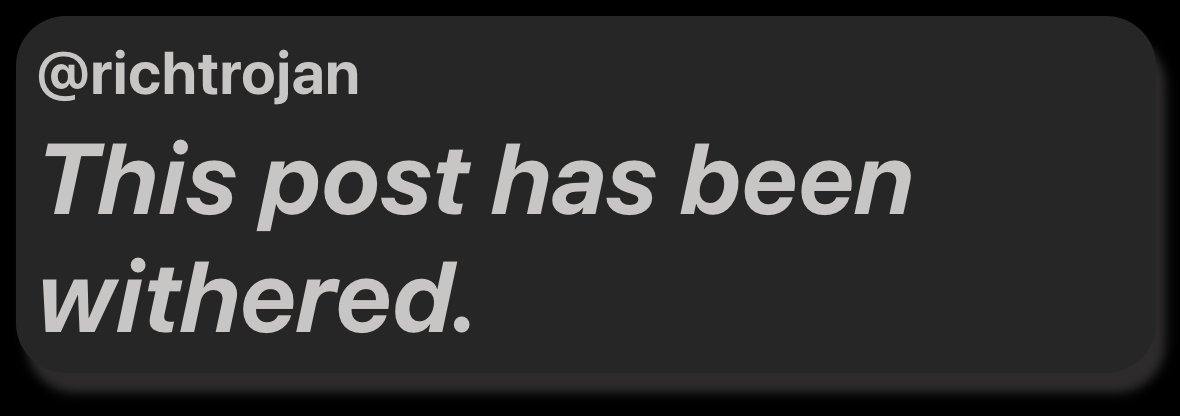 @richtrojan
This post has been
withered.